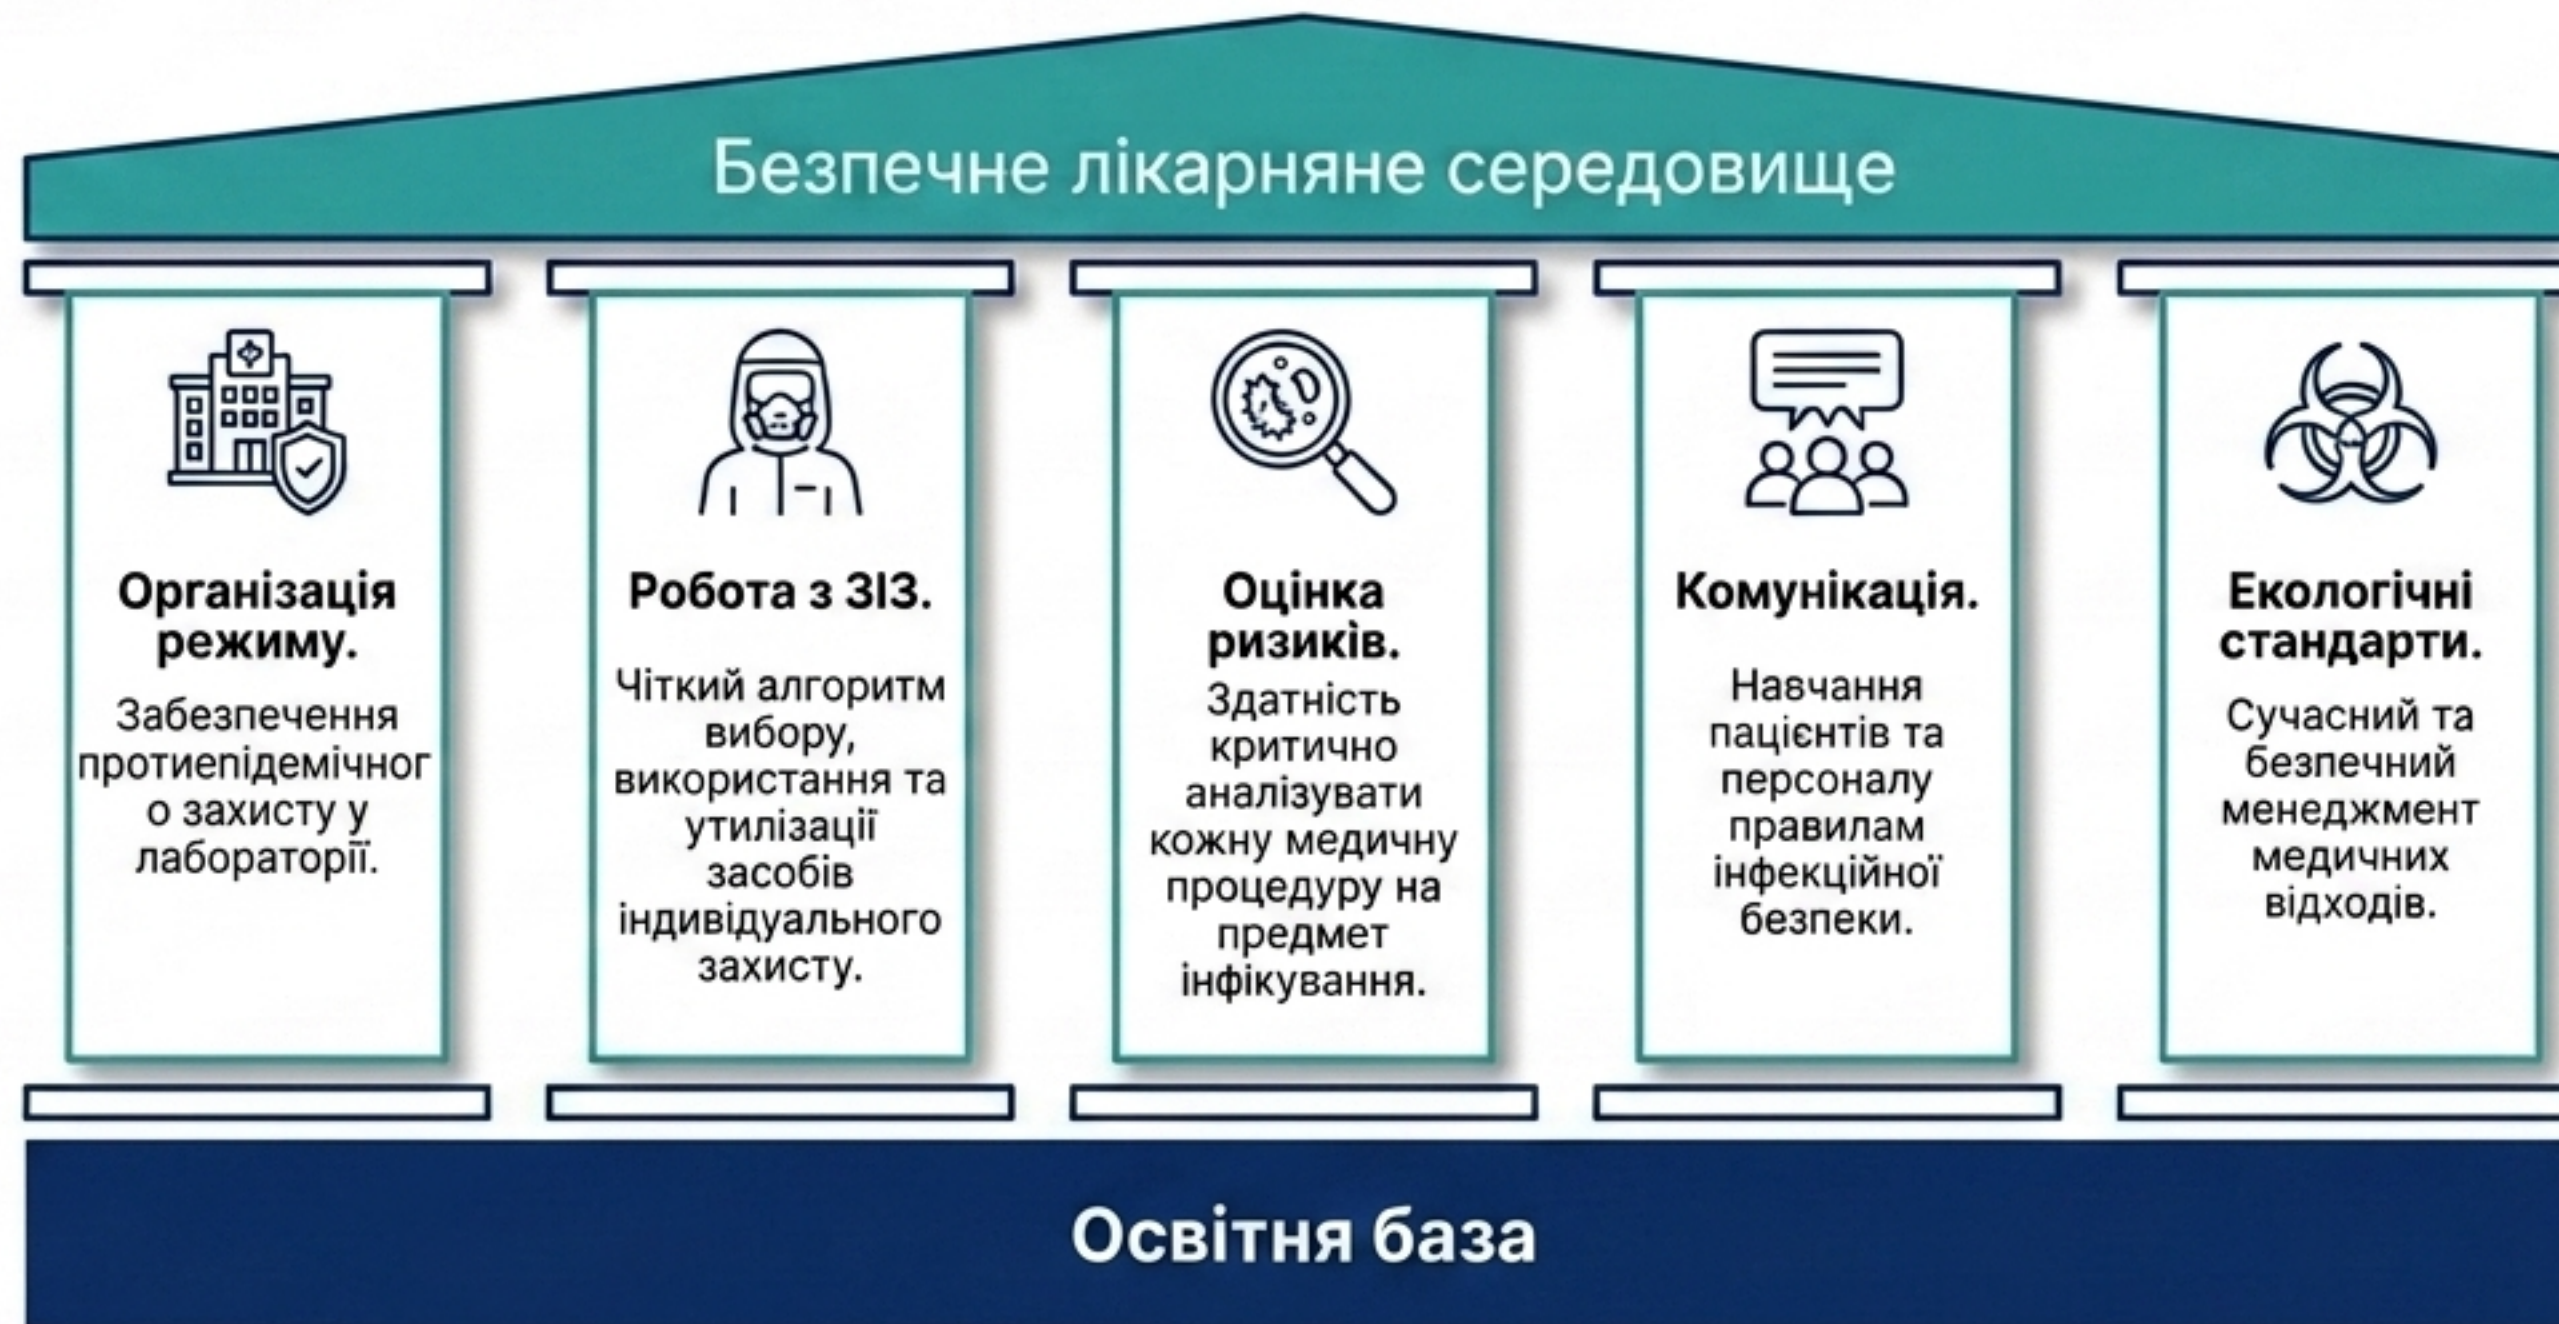 Безпечне лікарняне середовище
Організація
режиму.
Забезпечення
протиепідемічног
о захисту у
лабораторії.
Робота з ЗІЗ.
Чіткий алгоритм
вибору,
використання та
утилізації
засобів
індивідуального
захисту.
Оцінка
ризиків.
Здатність
критично
аналізувати
кожну медичну
процедуру на
предмет
інфікування.
Комунікація.
Навчання
пацієнтів та
персоналу
правилам
інфекційної
безпеки.
Екологічні
стандарти.
Сучасний та
безпечний
менеджмент
медичних
відходів.
Освітня база